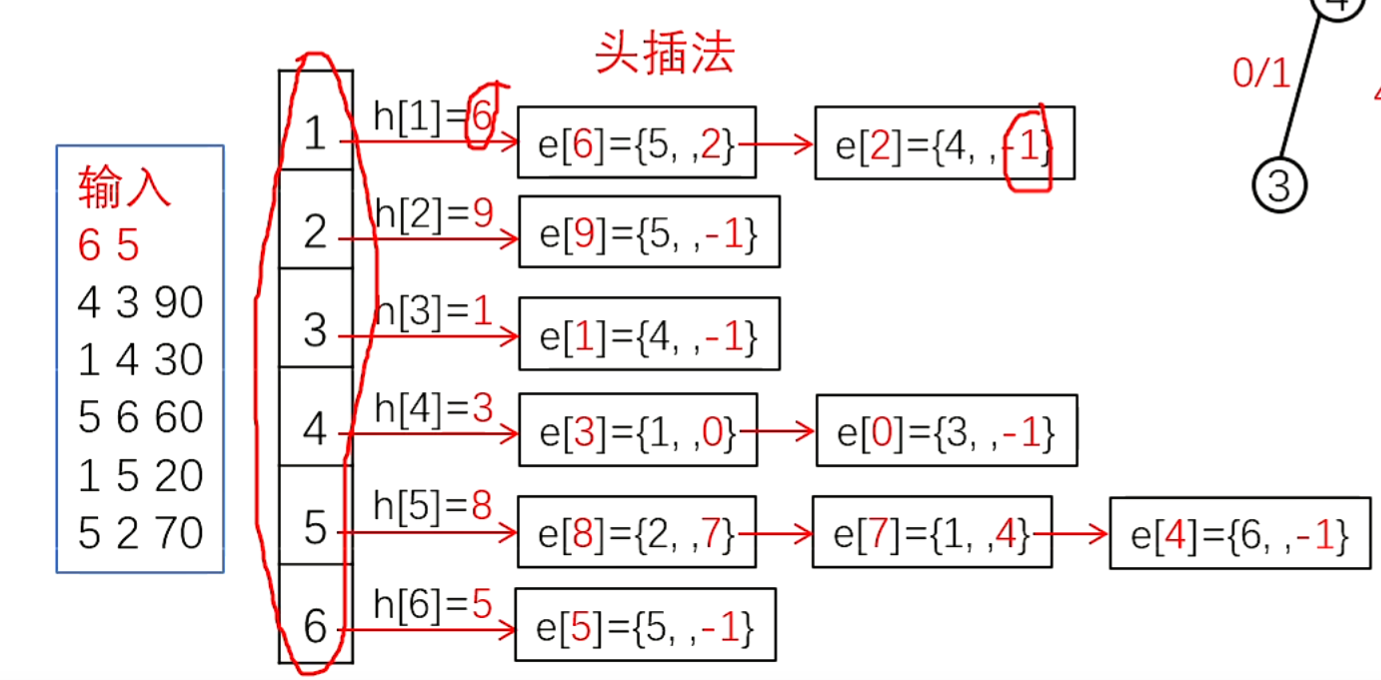 头插法
输入
6 5
4 3 90
1 4 30
5 6 60
1 5 20
5 2 70
1 h[1]=6 e[6]={5, ,2} e[2]={4, ,-1}
2 h[2]=9 e[9]={5, ,-1}
3 h[3]=1 e[1]={4, ,-1}
4 h[4]=3 e[3]={1, ,0} e[0]={3, ,-1}
5 h[5]=8 e[8]={2, ,7} e[7]={1, ,4} e[4]={6, ,-1}
6 h[6]=5 e[5]={5, ,-1}
4
0/1
3